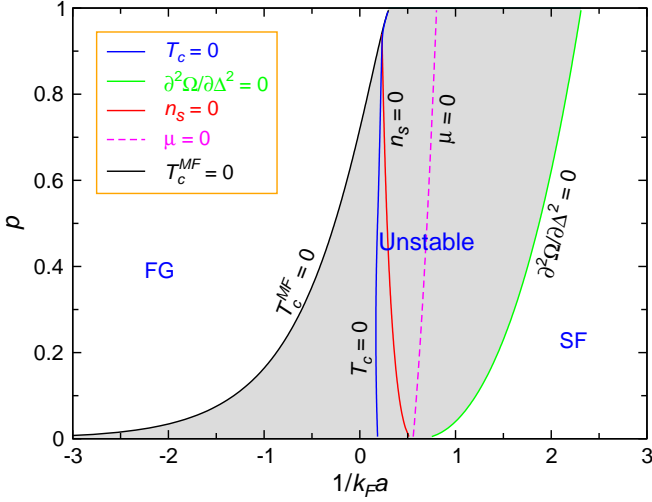 1
0.8
0.6
0.4
0.2
0
p
T_c = 0
∂²Ω/∂Δ² = 0
n_s = 0
μ = 0
T_c^MF = 0
n_s = 0
μ = 0
Unstable
∂²Ω/∂Δ² = 0
FG
T_c^MF = 0
T_c = 0
SF
-3 -2 -1 0 1 2 3
1/k_F a